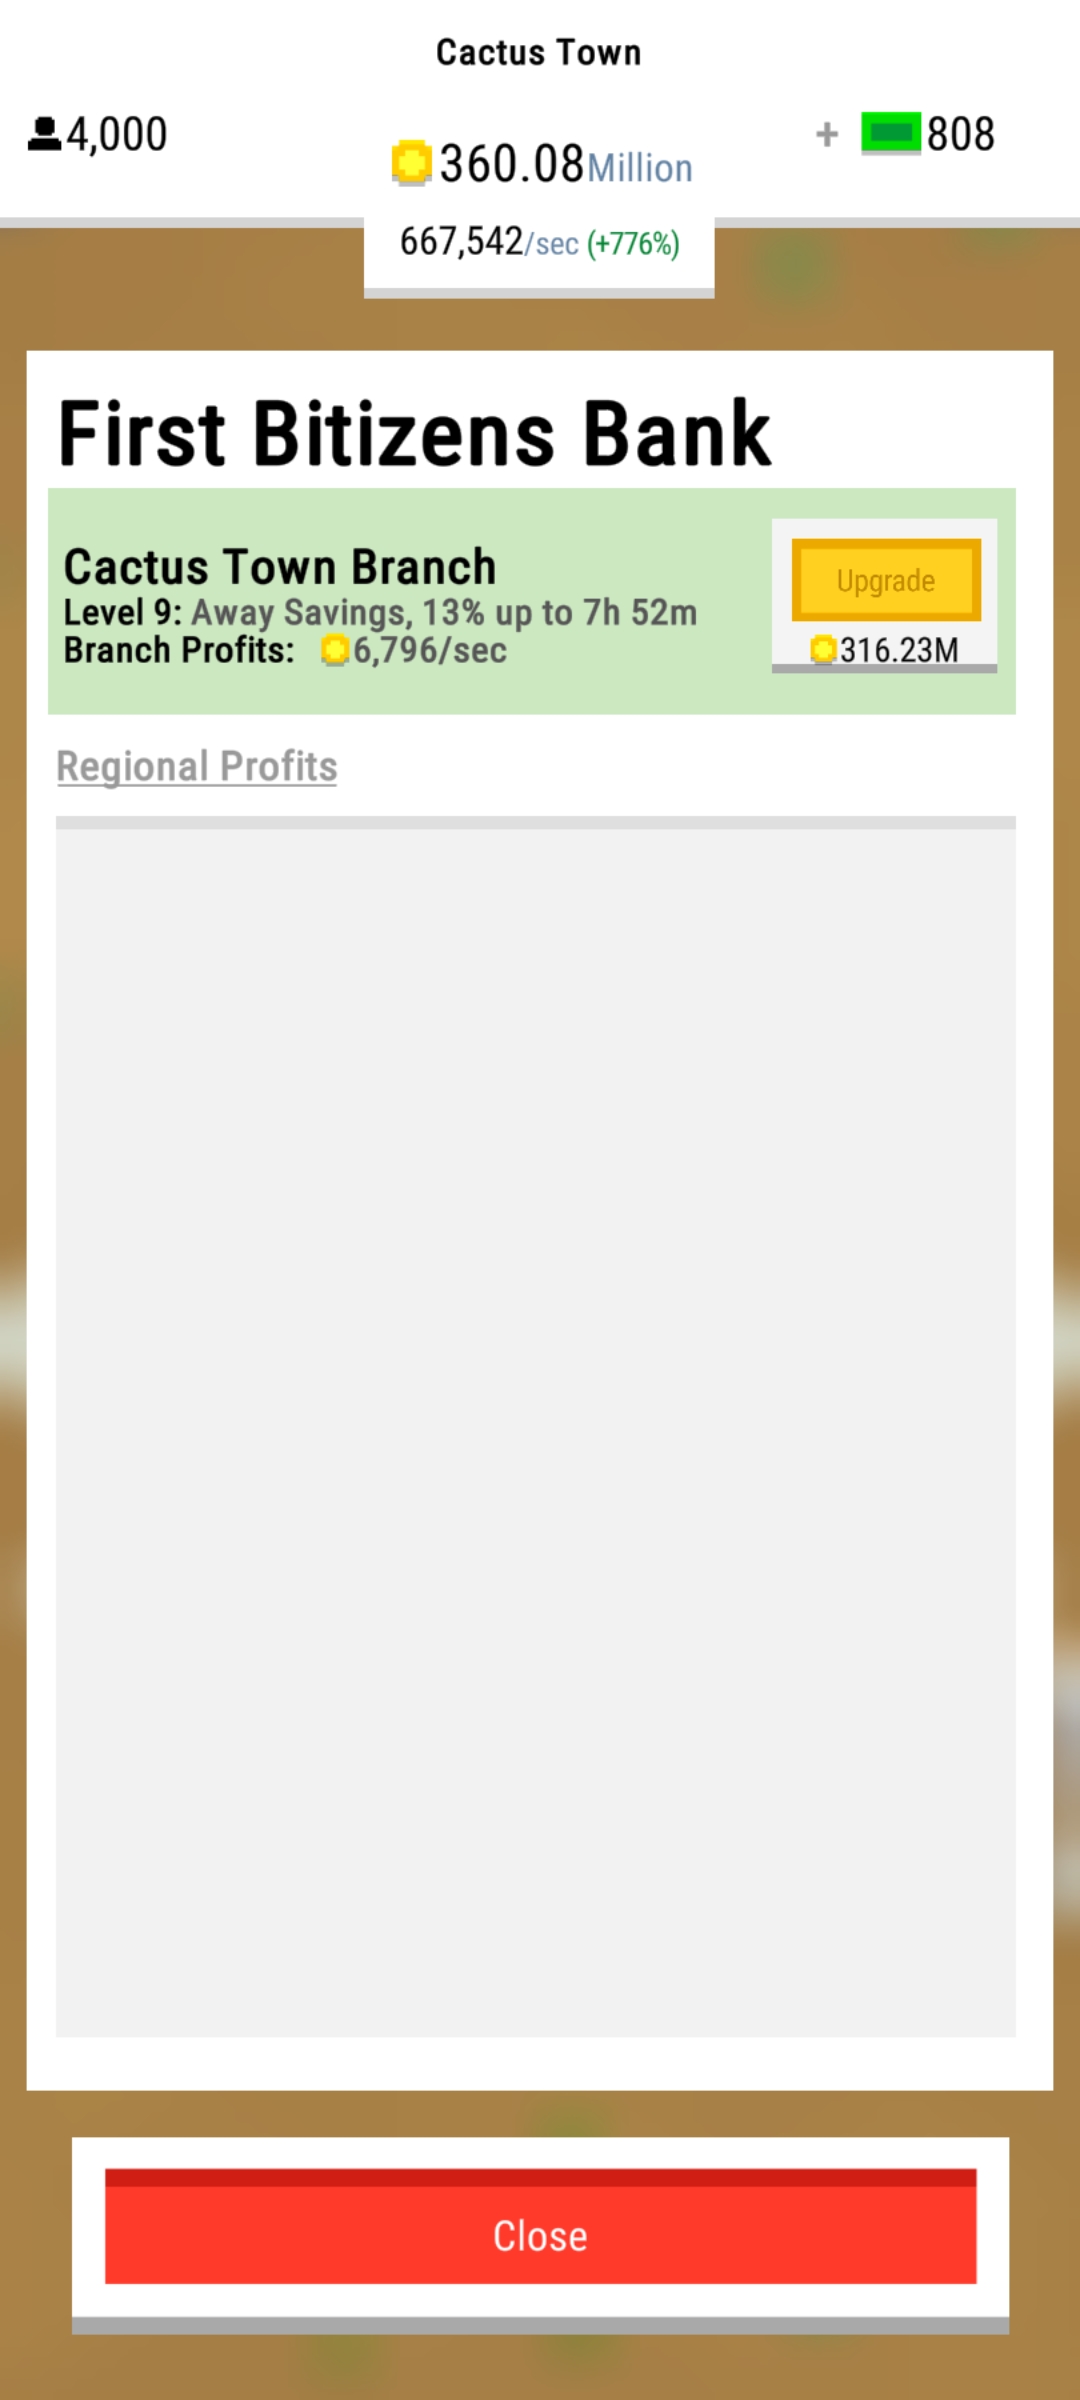 Cactus Town
4,000
360.08Million
+ 808
667,542/sec (+776%)
First Bitizens Bank
Cactus Town Branch
Level 9: Away Savings, 13% up to 7h 52m
Branch Profits: 6,796/sec
Upgrade
316.23M
Regional Profits
Close